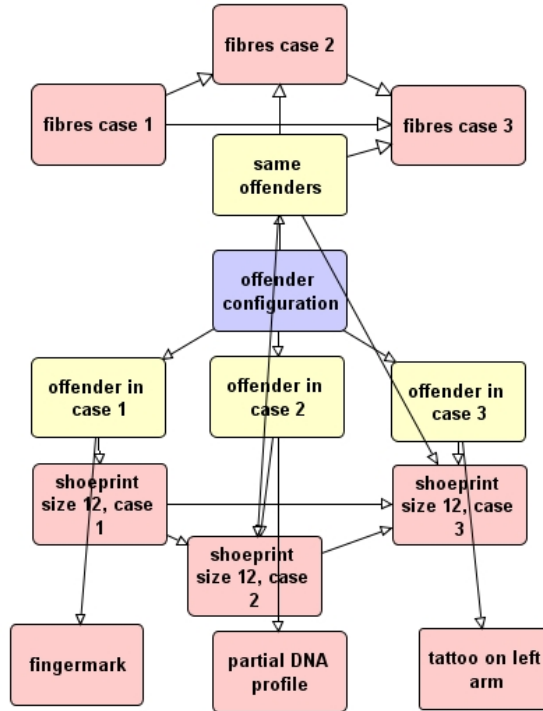 fibres case 2
fibres case 1
fibres case 3
same
offenders
offender
configuration
offender in
case 1
offender in
case 2
offender in
case 3
shoeprint
size 12, case
1
shoeprint
size 12, case
2
shoeprint
size 12, case
3
fingermark
partial DNA
profile
tattoo on left
arm